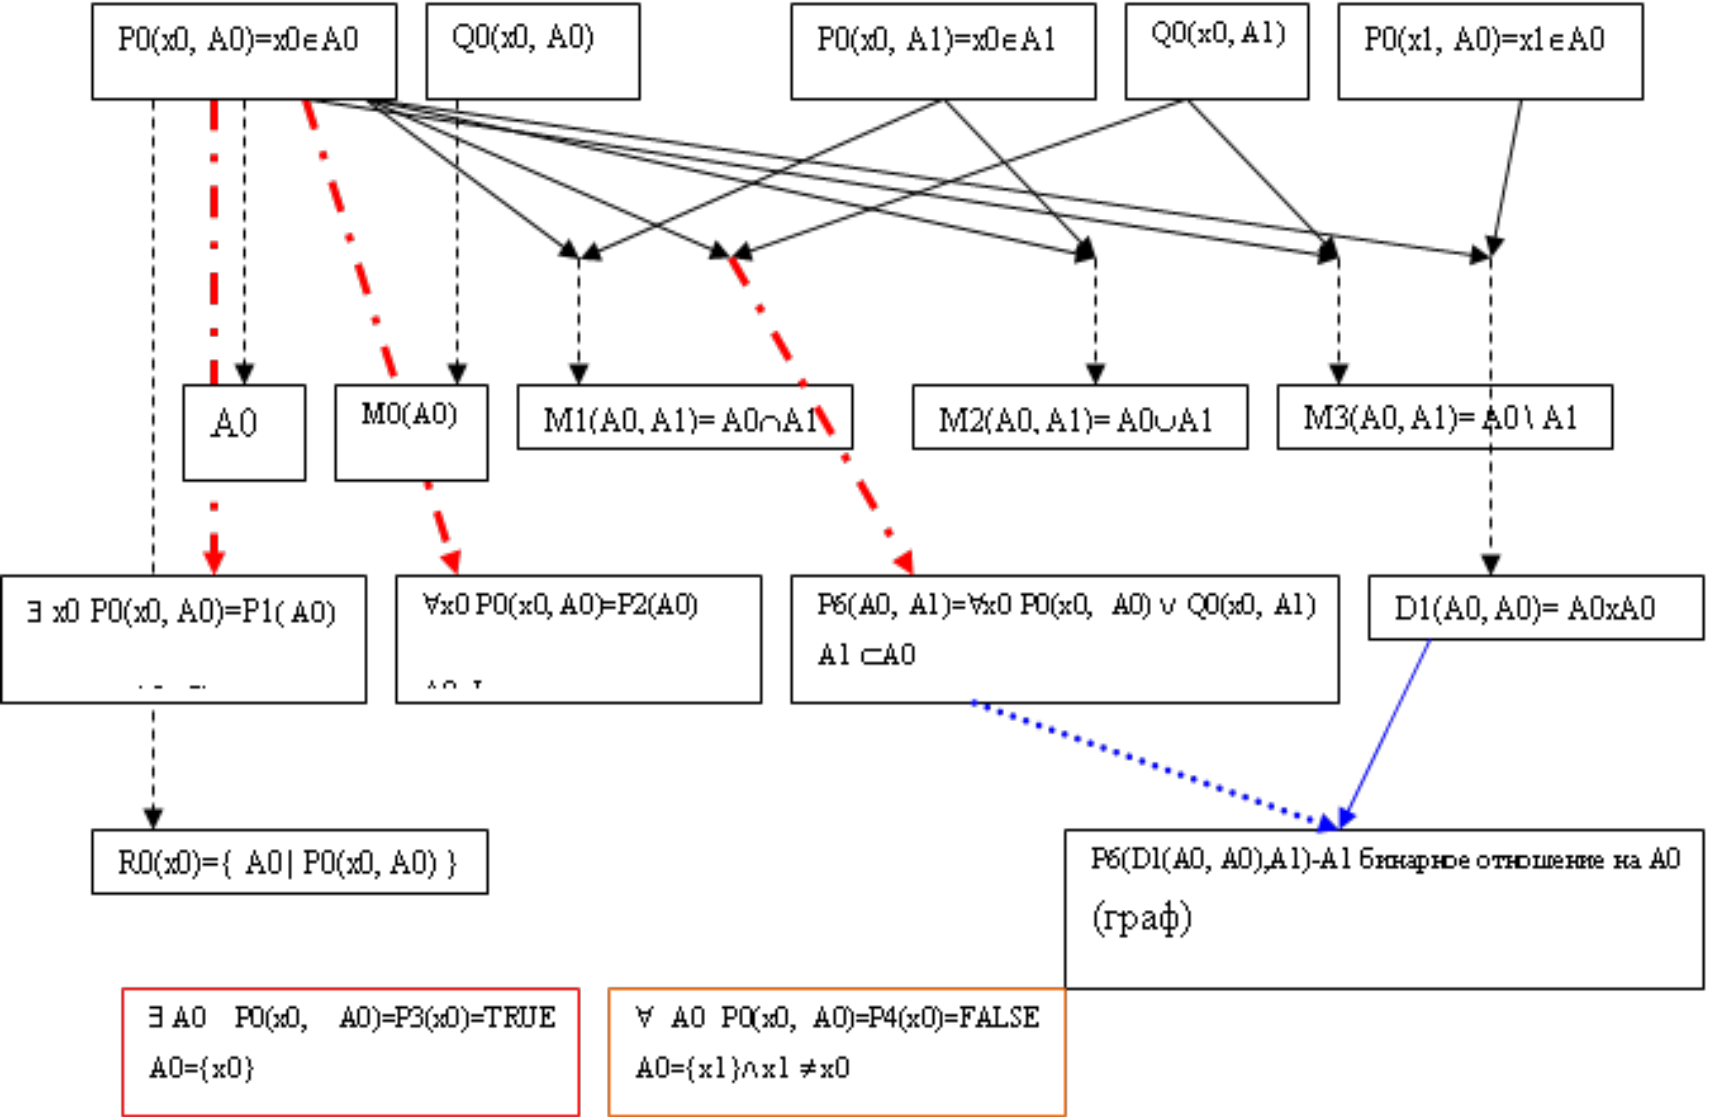 P0(x0, A0)=x0∈A0
Q0(x0, A0)
P0(x0, A1)=x0∈A1
Q0(x0, A1)
P0(x1, A0)=x1∈A0
A0
M0(A0)
M1(A0, A1)= A0∩A1
M2(A0, A1)= A0∪A1
M3(A0, A1)= A0 \ A1
∃ x0 P0(x0, A0)=P1( A0)
∀x0 P0(x0, A0)=P2(A0)
P6(A0, A1)=∀x0 P0(x0, A0) ∨ Q0(x0, A1)
A1 ⊂A0
D1(A0, A0)= A0xA0
R0(x0)={ A0 | P0(x0, A0) }
P6(D1(A0, A0),A1)-A1 бинарное отношение на A0
(граф)
∃ A0 P0(x0, A0)=P3(x0)=TRUE
A0={x0}
∀ A0 P0(x0, A0)=P4(x0)=FALSE
A0={x1}∧x1 ≠x0